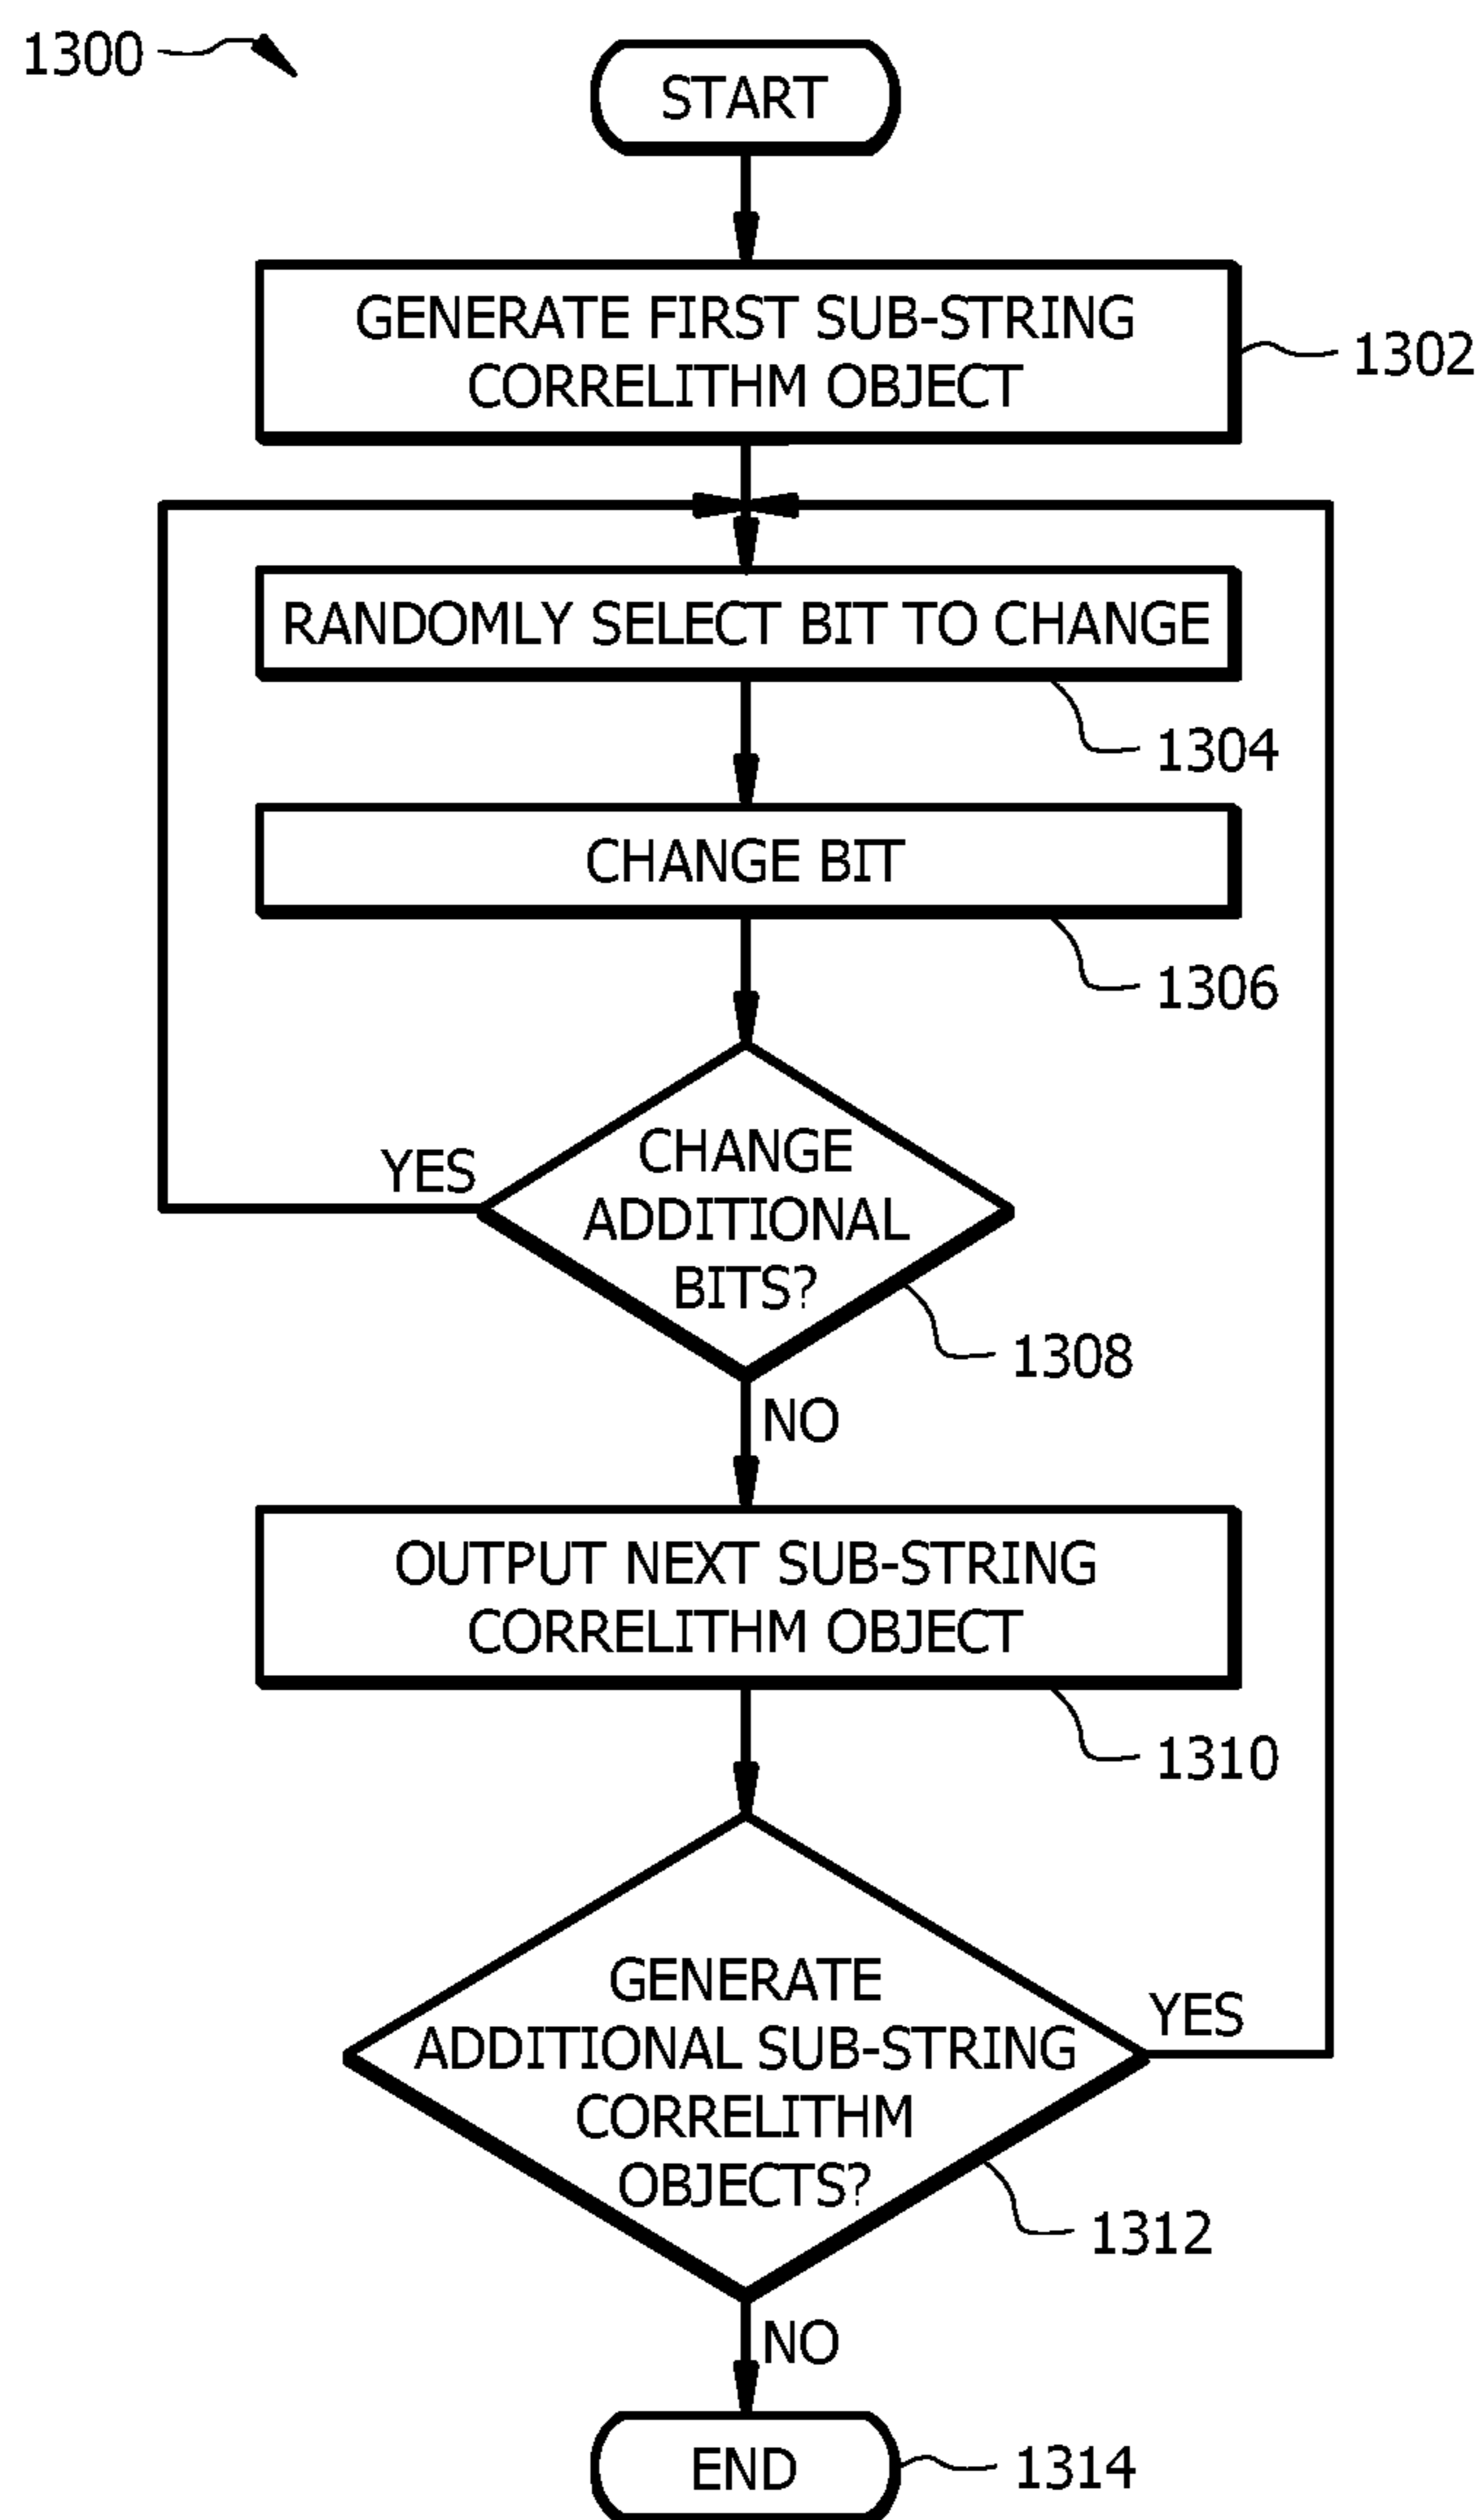 1300
START
GENERATE FIRST SUB-STRING
CORRELITHM OBJECT
1302
RANDOMLY SELECT BIT TO CHANGE
1304
CHANGE BIT
1306
CHANGE
ADDITIONAL
BITS?
YES
1308
NO
OUTPUT NEXT SUB-STRING
CORRELITHM OBJECT
1310
GENERATE
ADDITIONAL SUB-STRING
CORRELITHM
OBJECTS?
YES
1312
NO
END
1314